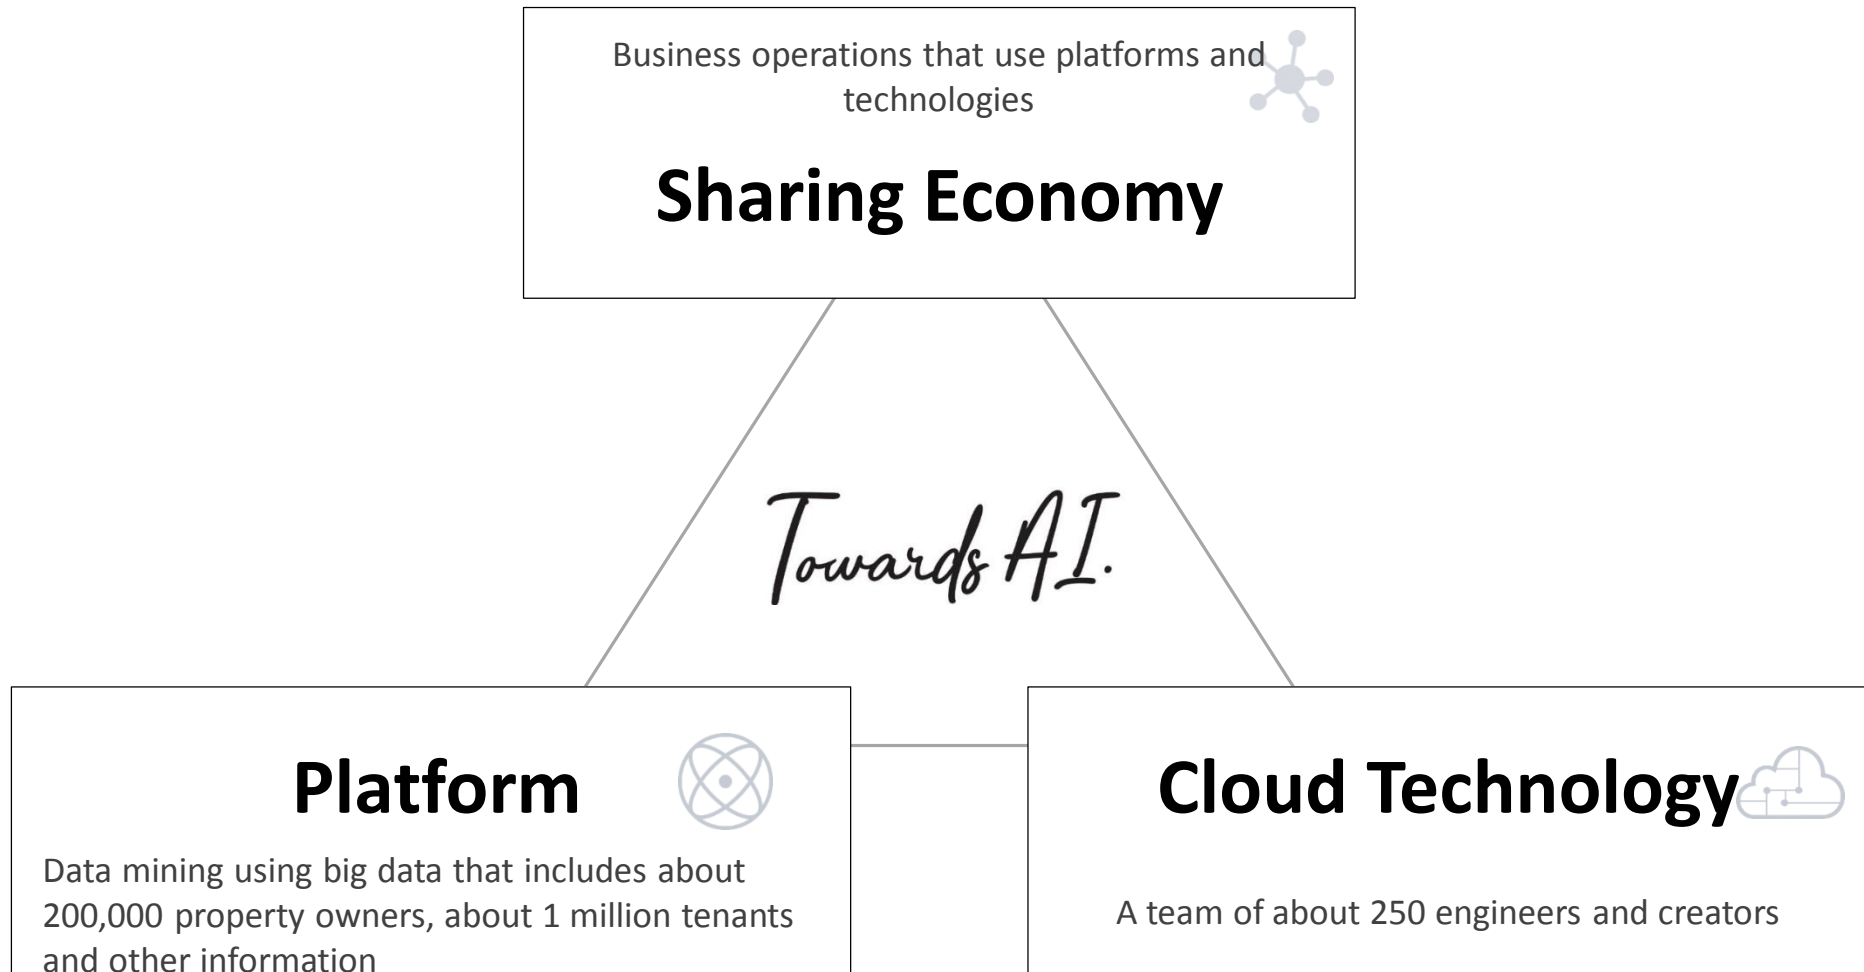 Business operations that use platforms and
technologies
Sharing Economy
Towards AI.
Platform
Data mining using big data that includes about
200,000 property owners, about 1 million tenants
and other information
Cloud Technology
A team of about 250 engineers and creators